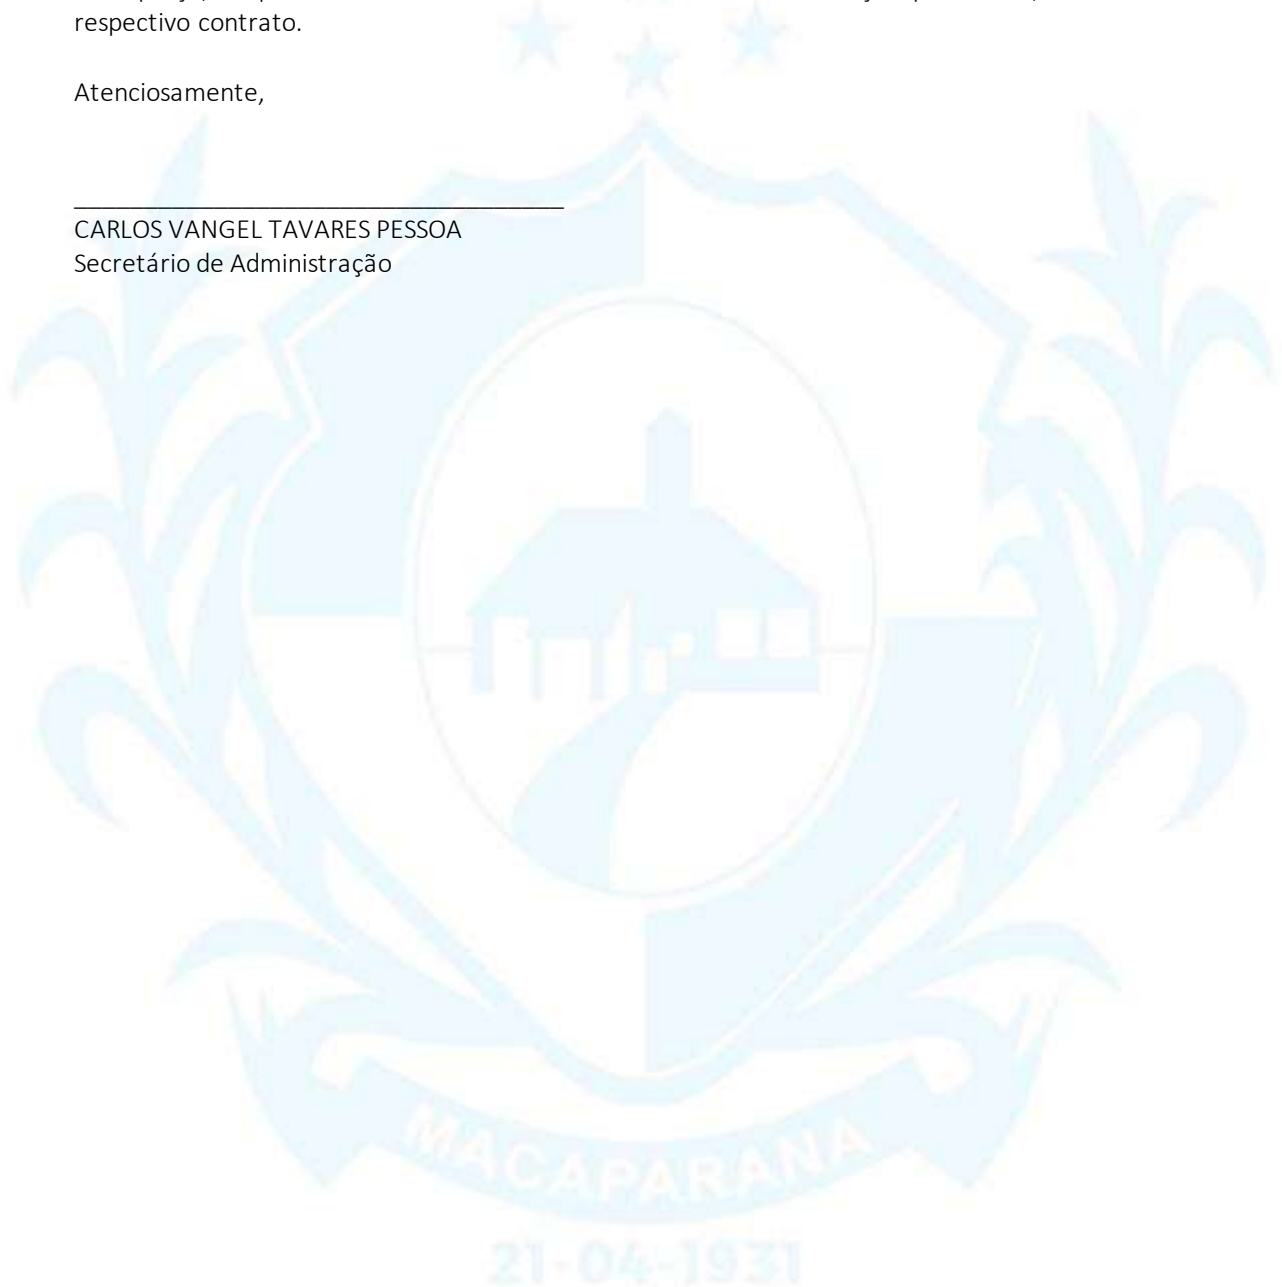 respectivo contrato.
Atenciosamente,
CARLOS VANGEL TAVARES PESSOA
Secretário de Administração
MACAPARANA
21-04-1931